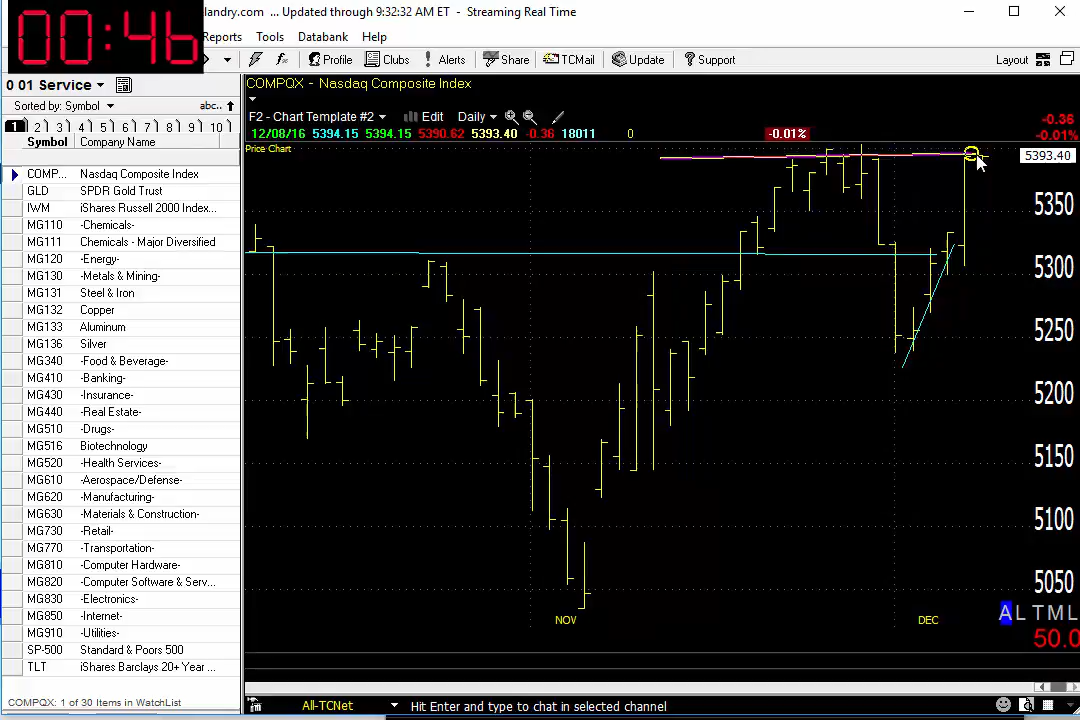 00:46
landry.com ... Updated through 9:32:32 AM ET - Streaming Real Time
Reports Tools Databank Help
Profile Clubs Alerts Share TCMail Update Support Layout
0 01 Service
Sorted by: Symbol abc..
1 2 3 4 5 6 7 8 9 10
Symbol Company Name
COMP... Nasdaq Composite Index
GLD SPDR Gold Trust
IWM iShares Russell 2000 Index...
MG110 -Chemicals-
MG111 Chemicals - Major Diversified
MG120 -Energy-
MG130 -Metals & Mining-
MG131 Steel & Iron
MG132 Copper
MG133 Aluminum
MG136 Silver
MG340 -Food & Beverage-
MG410 -Banking-
MG430 -Insurance-
MG440 -Real Estate-
MG510 -Drugs-
MG516 Biotechnology
MG520 -Health Services-
MG610 -Aerospace/Defense-
MG620 -Manufacturing-
MG630 -Materials & Construction-
MG730 -Retail-
MG770 -Transportation-
MG810 -Computer Hardware-
MG820 -Computer Software & Serv...
MG830 -Electronics-
MG850 -Internet-
MG910 -Utilities-
SP-500 Standard & Poors 500
TLT iShares Barclays 20+ Year ...
COMPQX: 1 of 30 Items in WatchList
COMPQX - Nasdaq Composite Index
F2 - Chart Template #2 Edit Daily
12/08/16 5394.15 5394.15 5390.62 5393.40 -0.36 18011 0 -0.01%
-0.36
-0.01%
Price Chart
5393.40
5350
5300
5250
5200
5150
5100
5050
NOV DEC
A L T M L
50.0
All-TCNet Hit Enter and type to chat in selected channel